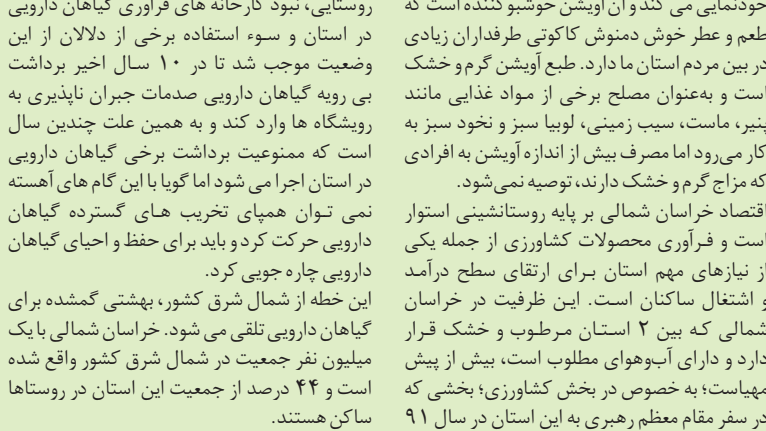 خودنمایی می کند و آن آویشن خوشبو کننده است که
طعم و عطر خوش دمنوش کاکوتی طرفداران زیادی
در بین مردم استان ما دارد. طبع آویشن گرم و خشک
است و به‌عنوان مصلح برخی از مواد غذایی مانند
پنیر، ماست، سیب زمینی، لوبیا سبز و نخود سبز به
کار می‌رود اما مصرف بیش از اندازه آویشن به افرادی
که مزاج گرم و خشک دارند، توصیه نمی‌شود.
اقتصاد خراسان شمالی بر پایه روستانشینی استوار
است و فرآوری محصولات کشاورزی از جمله یکی
از نیازهای مهم استان برای ارتقای سطح درآمد
و اشتغال ساکنان است. این ظرفیت در خراسان
شمالی که بین ۲ استان مرطوب و خشک قرار
دارد و دارای آب‌وهوای مطلوب است، بیش از پیش
مهیاست؛ به خصوص در بخش کشاورزی؛ بخشی که
در سفر مقام معظم رهبری به این استان در سال ۹۱
روستایی، نبود کارخانه های فرآوری گیاهان دارویی
در استان و سوء استفاده برخی از دلالان از این
وضعیت موجب شد تا در ۱۰ سال اخیر برداشت
بی رویه گیاهان دارویی صدمات جبران ناپذیری به
رویشگاه ها وارد کند و به همین علت چندین سال
است که ممنوعیت برداشت برخی گیاهان دارویی
در استان اجرا می شود اما گویا با این گام های آهسته
نمی توان همپای تخریب های گسترده گیاهان
دارویی حرکت کرد و باید برای حفظ و احیای گیاهان
دارویی چاره جویی کرد.
این خطه از شمال شرق کشور، بهشتی گمشده برای
گیاهان دارویی تلقی می شود. خراسان شمالی با یک
میلیون نفر جمعیت در شمال شرق کشور واقع شده
است و ۴۴ درصد از جمعیت این استان در روستاها
ساکن هستند.